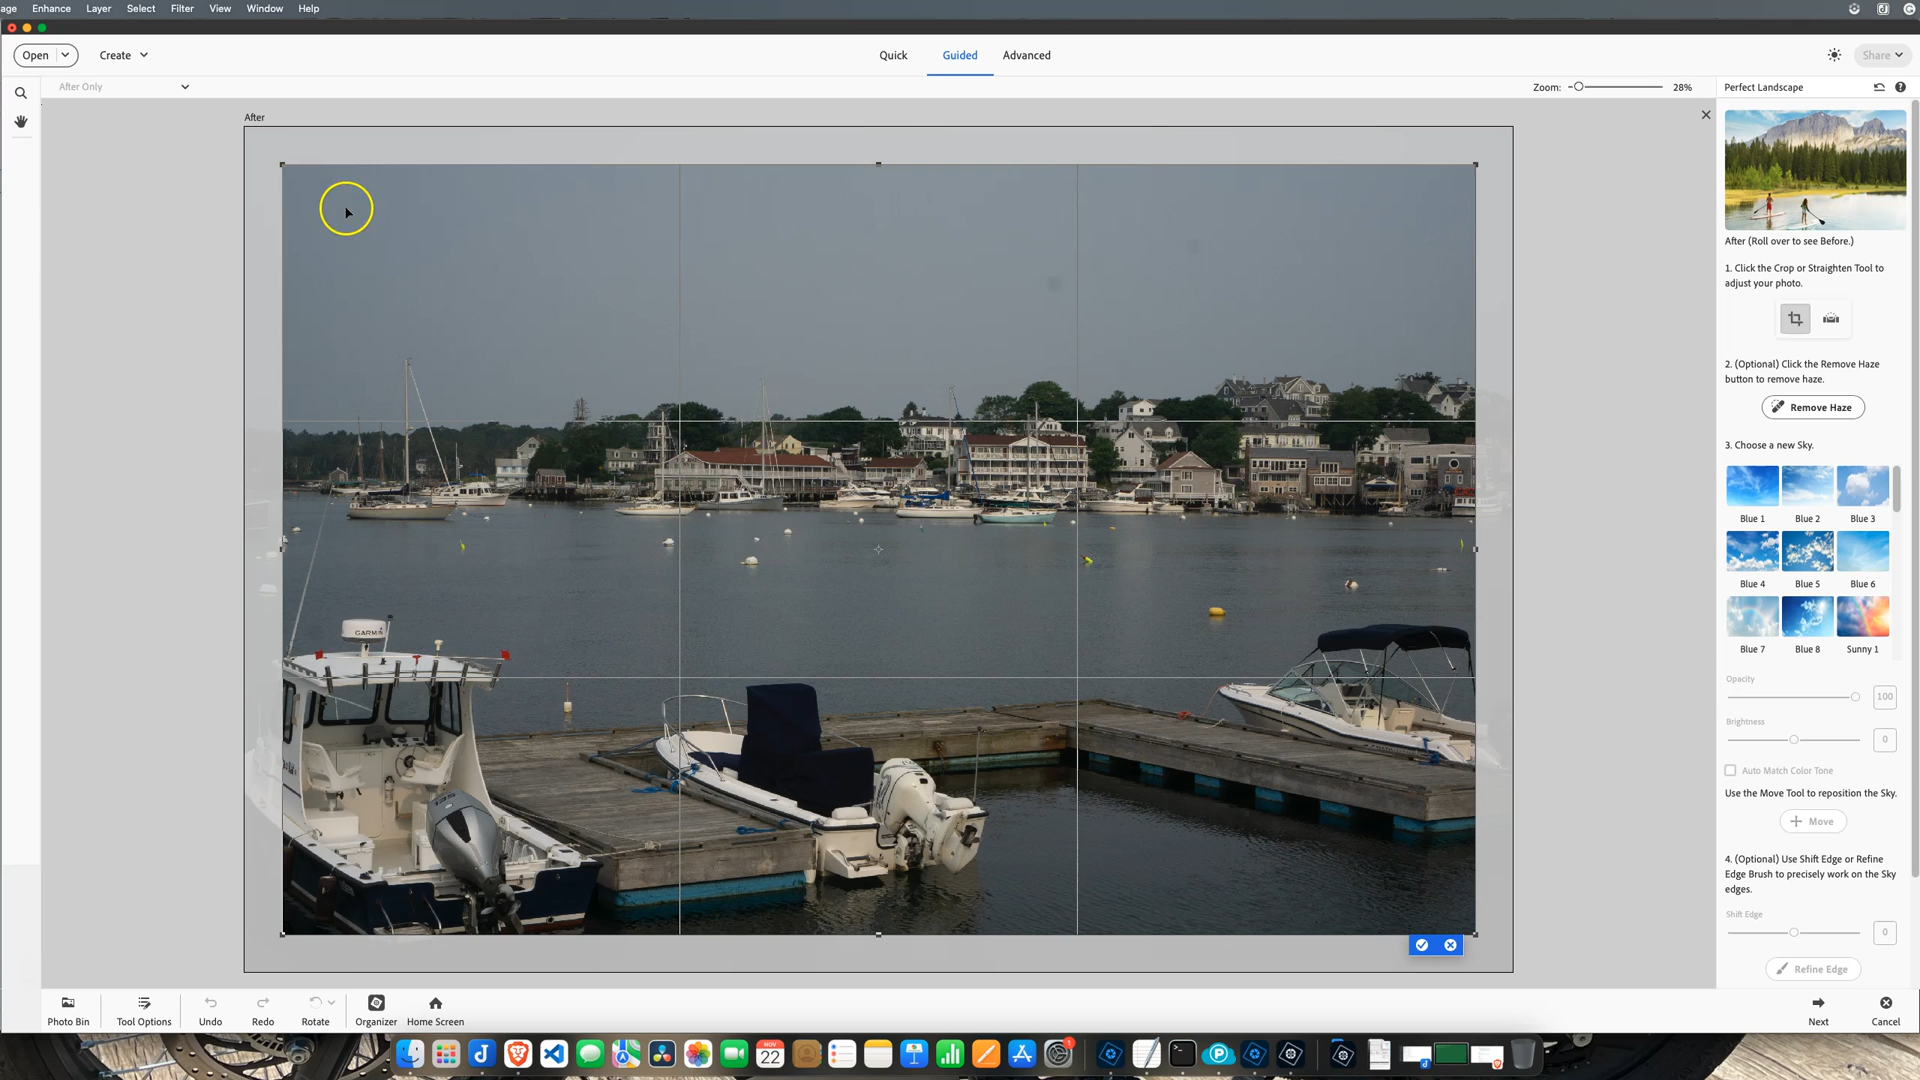 age Enhance Layer Select Filter View Window Help
Open Create Quick Guided Advanced Share
After Only Zoom: 28% Perfect Landscape
After
After (Roll over to see Before.)
1. Click the Crop or Straighten Tool to
adjust your photo.
2. (Optional) Click the Remove Haze
button to remove haze.
Remove Haze
3. Choose a new Sky.
Blue 1 Blue 2 Blue 3
Blue 4 Blue 5 Blue 6
Blue 7 Blue 8 Sunny 1
Opacity
100
Brightness
0
Auto Match Color Tone
Use the Move Tool to reposition the Sky.
Move
4. (Optional) Use Shift Edge or Refine
Edge Brush to precisely work on the Sky
edges.
Shift Edge
0
Refine Edge
GARMIN
Photo Bin Tool Options Undo Redo Rotate Organizer Home Screen Next Cancel
NOV
22
1